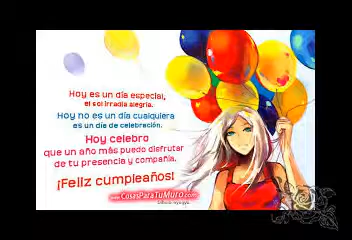 Hoy es un día especial,
el sol irradia alegría.
Hoy no es un día cualquiera
es un día de celebración.
Hoy celebro
que un año más puedo disfrutar
de tu presencia y compañía.
¡Feliz cumpleaños!
www.CosasParaTuMuro.com